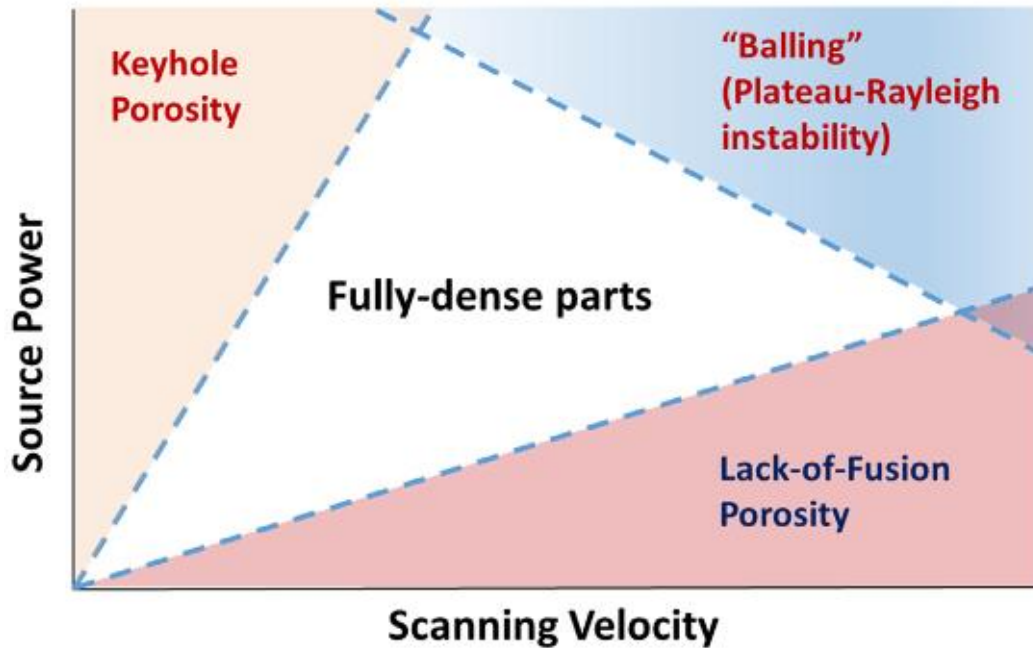 Keyhole
Porosity
“Balling”
(Plateau-Rayleigh
instability)
Fully-dense parts
Lack-of-Fusion
Porosity
Source Power
Scanning Velocity